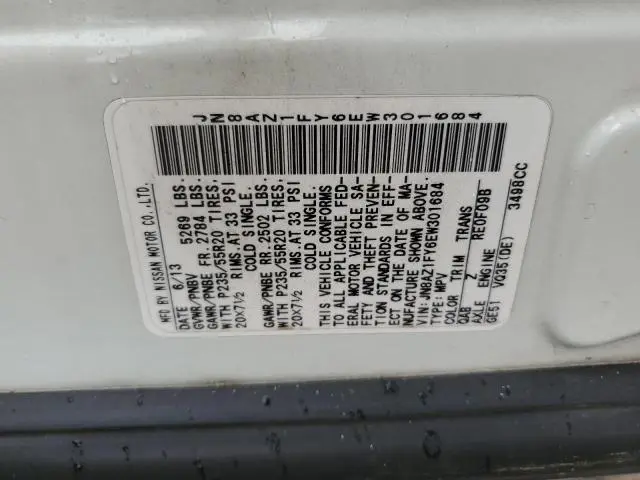 JN8AZ1FY6EW301684
MFD BY NISSAN MOTOR CO.,LTD.
DATE 6/13
GVWR/PNBV 5269 LBS.
GAWR/PNBE FR. 2784 LBS.
WITH P235/55R20 TIRES,
20X7½ RIMS.AT 33 PSI
COLD SINGLE.
GAWR/PNBE RR.2502 LBS.
WITH P235/55R20 TIRES,
20X7½ RIMS.AT 33 PSI
COLD SINGLE.
THIS VEHICLE CONFORMS
TO ALL APPLICABLE FED-
ERAL MOTOR VEHICLE SA-
FETY AND THEFT PREVEN-
TION STANDARDS IN EFF-
ECT ON THE DATE OF MA-
NUFACTURE SHOWN ABOVE.
VIN:JN8AZ1FY6EW301684
TYPE:MPV
COLOR TRIM TRANS
QAB RE0F09B
AXLE ENGINE
GE51 VQ35(DE) 3498CC